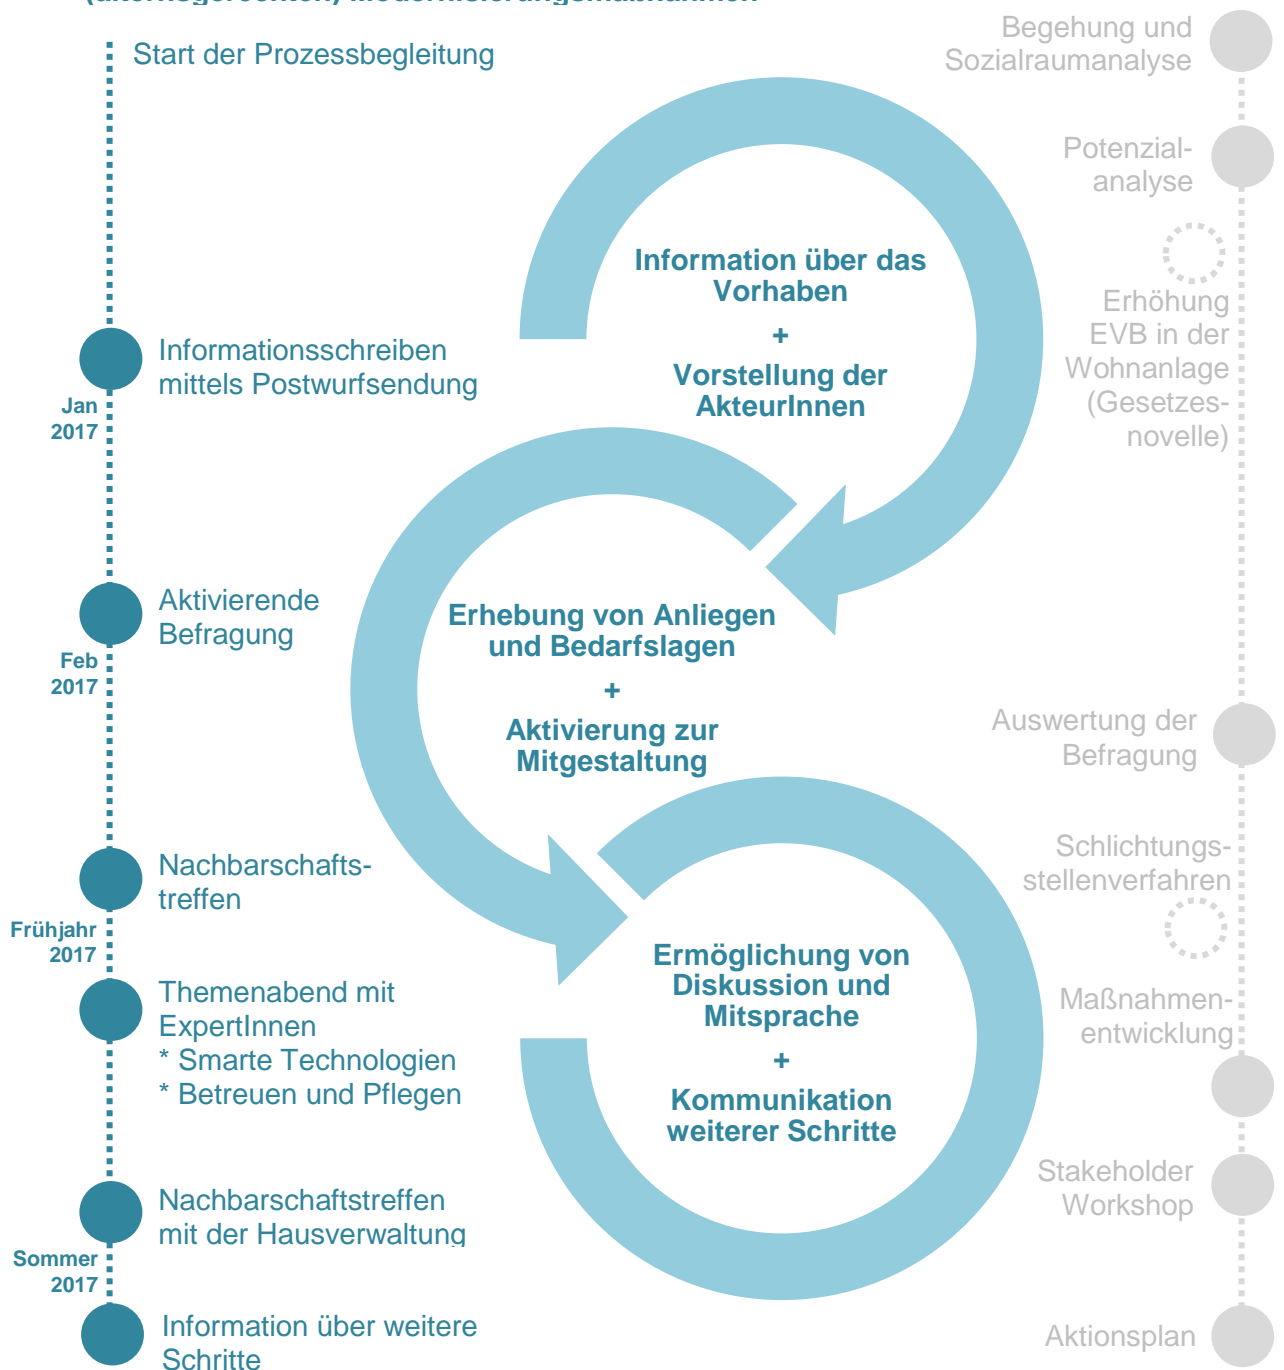 (altersgerechten) Modernisierungsmaßnahmen
Start der Prozessbegleitung
Informationsschreiben
mittels Postwurfsendung
Jan
2017
Aktivierende
Befragung
Feb
2017
Nachbarschafts-
treffen
Frühjahr
2017
Themenabend mit
ExpertInnen
* Smarte Technologien
* Betreuen und Pflegen
Nachbarschaftstreffen
mit der Hausverwaltung
Sommer
2017
Information über weitere
Schritte
Information über das
Vorhaben
+
Vorstellung der
AkteurInnen
Erhebung von Anliegen
und Bedarfslagen
+
Aktivierung zur
Mitgestaltung
Ermöglichung von
Diskussion und
Mitsprache
+
Kommunikation
weiterer Schritte
Begehung und
Sozialraumanalyse
Potenzial-
analyse
Erhöhung
EVB in der
Wohnanlage
(Gesetzes-
novelle)
Auswertung der
Befragung
Schlichtungs-
stellenverfahren
Maßnahmen-
entwicklung
Stakeholder
Workshop
Aktionsplan